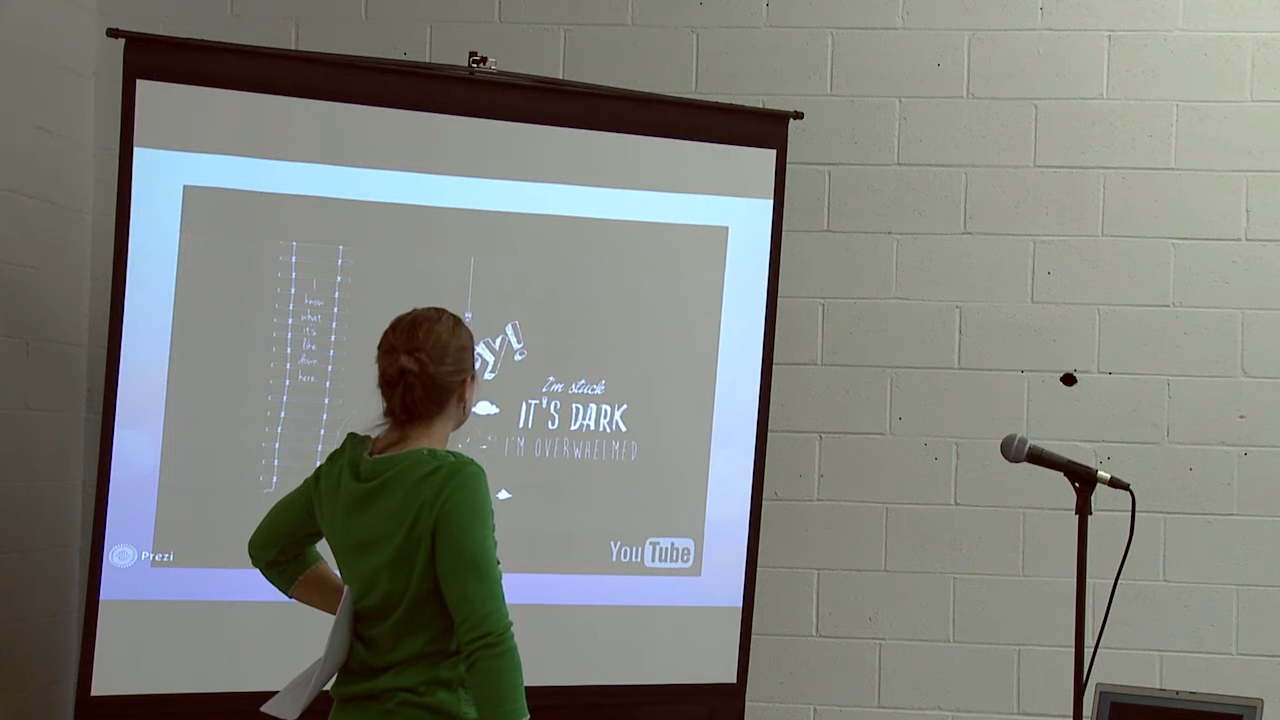 I
know
what
it's
like
down
here.
y!
I'm stuck
IT'S DARK
I'M OVERWHELMED
YouTube
Prezi